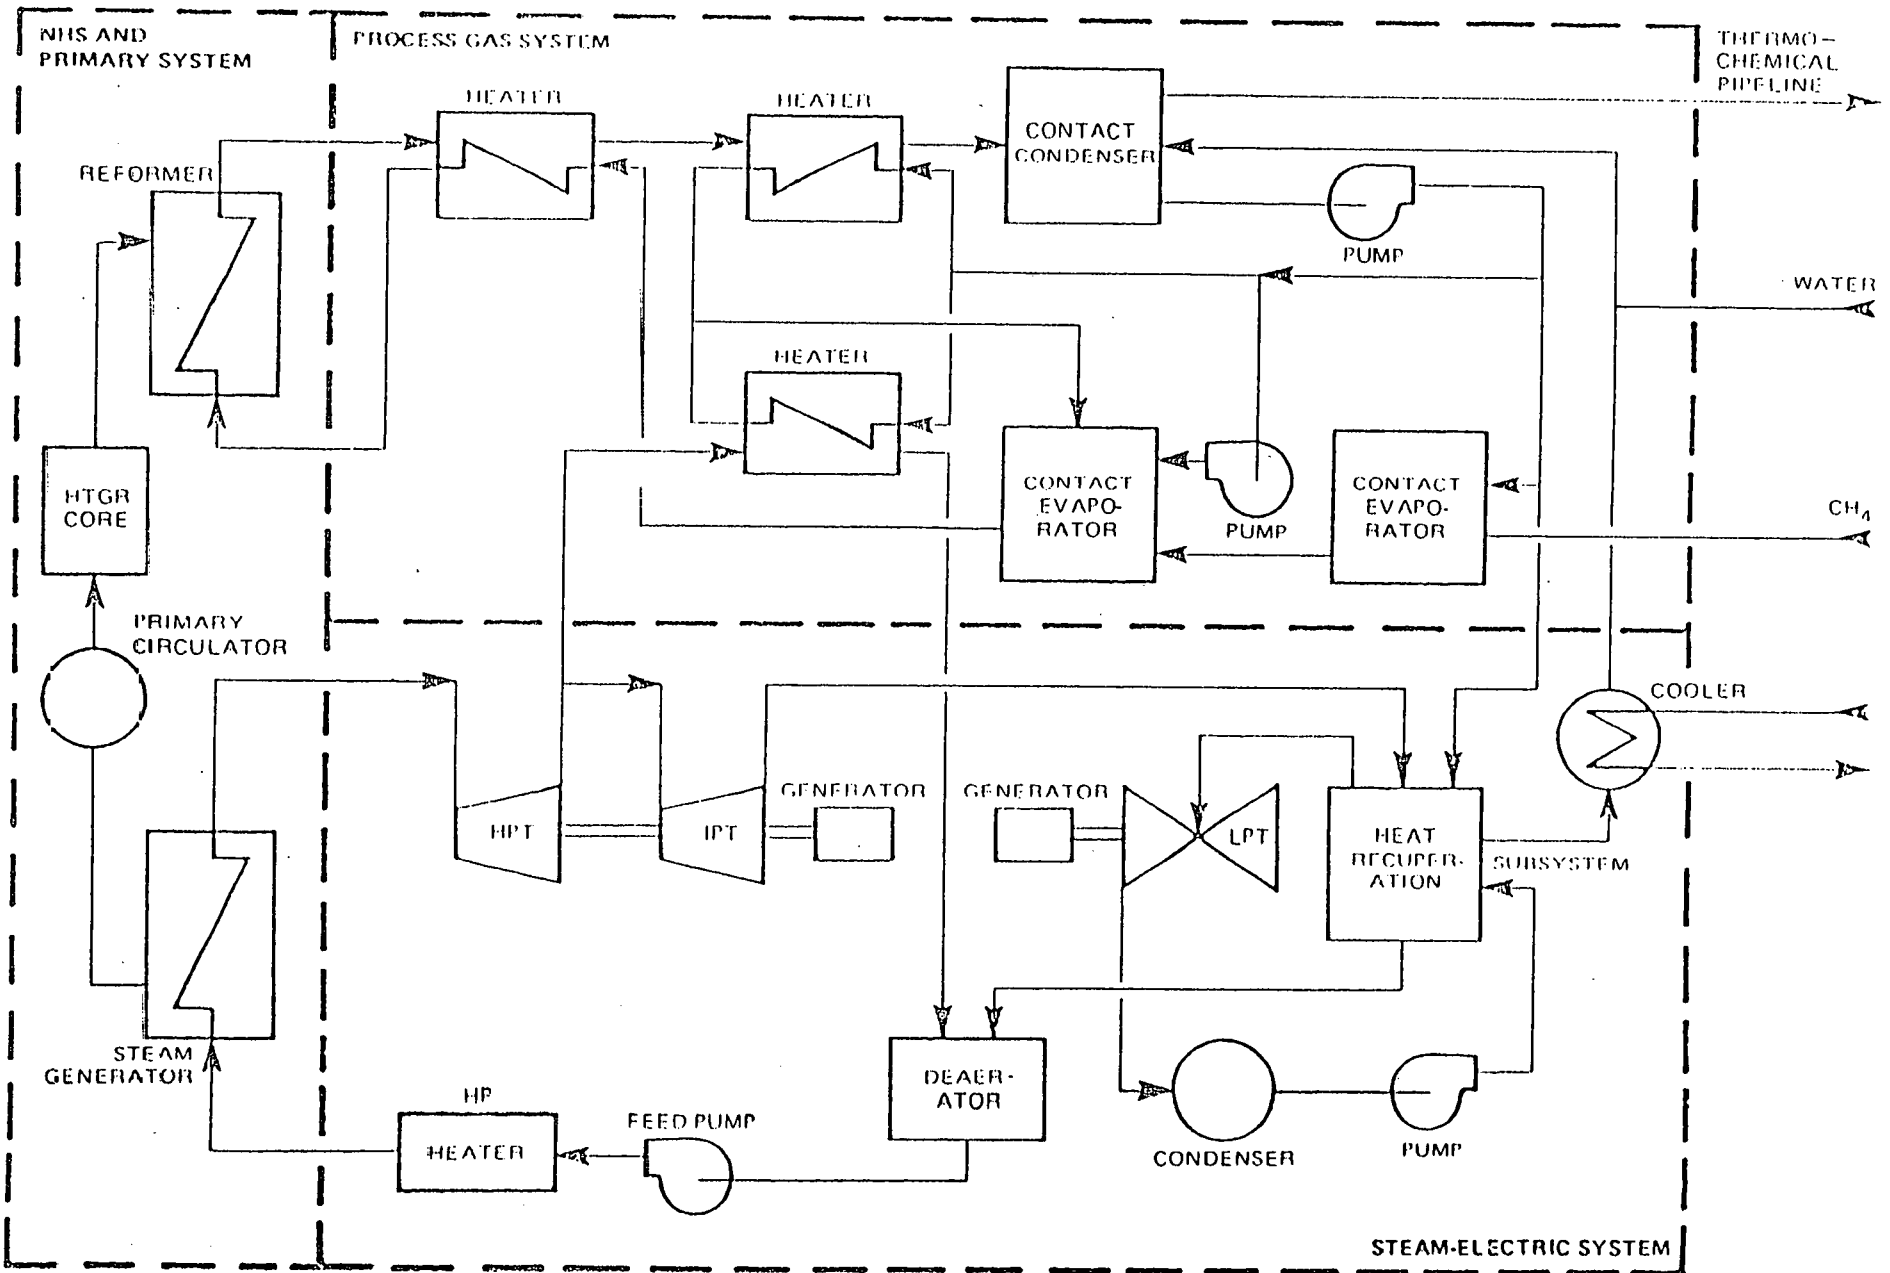 NHS AND
PRIMARY SYSTEM
PROCESS GAS SYSTEM
THERMO-
CHEMICAL
PIPELINE
HEATER
HEATER
CONTACT
CONDENSER
REFORMER
PUMP
WATER
HEATER
HTGR
CORE
CONTACT
EVAPO-
RATOR
PUMP
CONTACT
EVAPO-
RATOR
CH4
PRIMARY
CIRCULATOR
COOLER
GENERATOR
GENERATOR
HPT
IPT
LPT
HEAT
RECUPER-
ATION
SUBSYSTEM
STEAM
GENERATOR
DEAER-
ATOR
HP
HEATER
FEED PUMP
CONDENSER
PUMP
STEAM-ELECTRIC SYSTEM